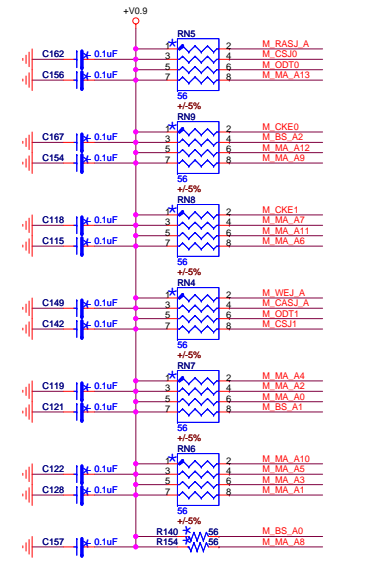 +V0.9
RN5
1 2 M_RASJ_A
C162 0.1uF 3 4 M_CSJ0
5 6 M_ODT0
C156 0.1uF 7 8 M_MA_A13
56
+/-5%
RN9
1 2 M_CKE0
C167 0.1uF 3 4 M_BS_A2
5 6 M_MA_A12
C154 0.1uF 7 8 M_MA_A9
56
+/-5%
RN8
1 2 M_CKE1
C118 0.1uF 3 4 M_MA_A7
5 6 M_MA_A11
C115 0.1uF 7 8 M_MA_A6
56
+/-5%
RN4
1 2 M_WEJ_A
C149 0.1uF 3 4 M_CASJ_A
5 6 M_ODT1
C142 0.1uF 7 8 M_CSJ1
56
+/-5%
RN7
1 2 M_MA_A4
C119 0.1uF 3 4 M_MA_A2
5 6 M_MA_A0
C121 0.1uF 7 8 M_BS_A1
56
+/-5%
RN6
1 2 M_MA_A10
C122 0.1uF 3 4 M_MA_A5
5 6 M_MA_A3
C128 0.1uF 7 8 M_MA_A1
56
+/-5%
R140 56 M_BS_A0
C157 0.1uF R154 56 M_MA_A8